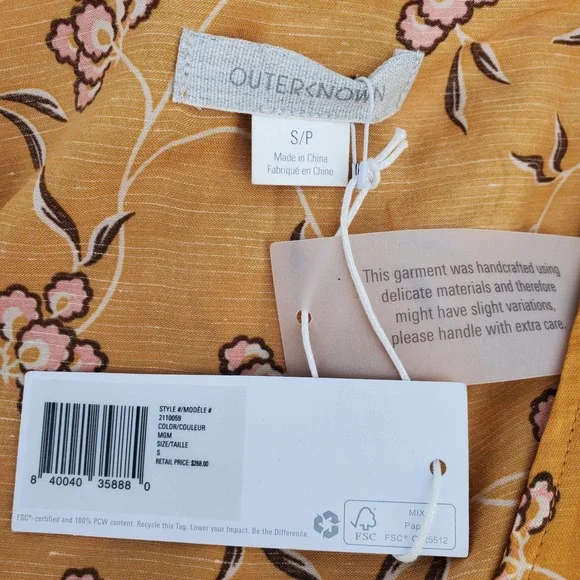 OUTERKNOWN
S/P
Made in China
Fabriqué en Chine
This garment was handcrafted using
delicate materials and therefore
might have slight variations,
please handle with extra care.
STYLE #/MODÈLE #
2110059
COLOR/COULEUR
MGM
SIZE/TAILLE
S
RETAIL PRICE: $268.00
8 40040 35888 0
FSC®-certified and 100% PCW content. Recycle this Tag. Lower your Impact. Be the Difference.
FSC
MIX
FSC®